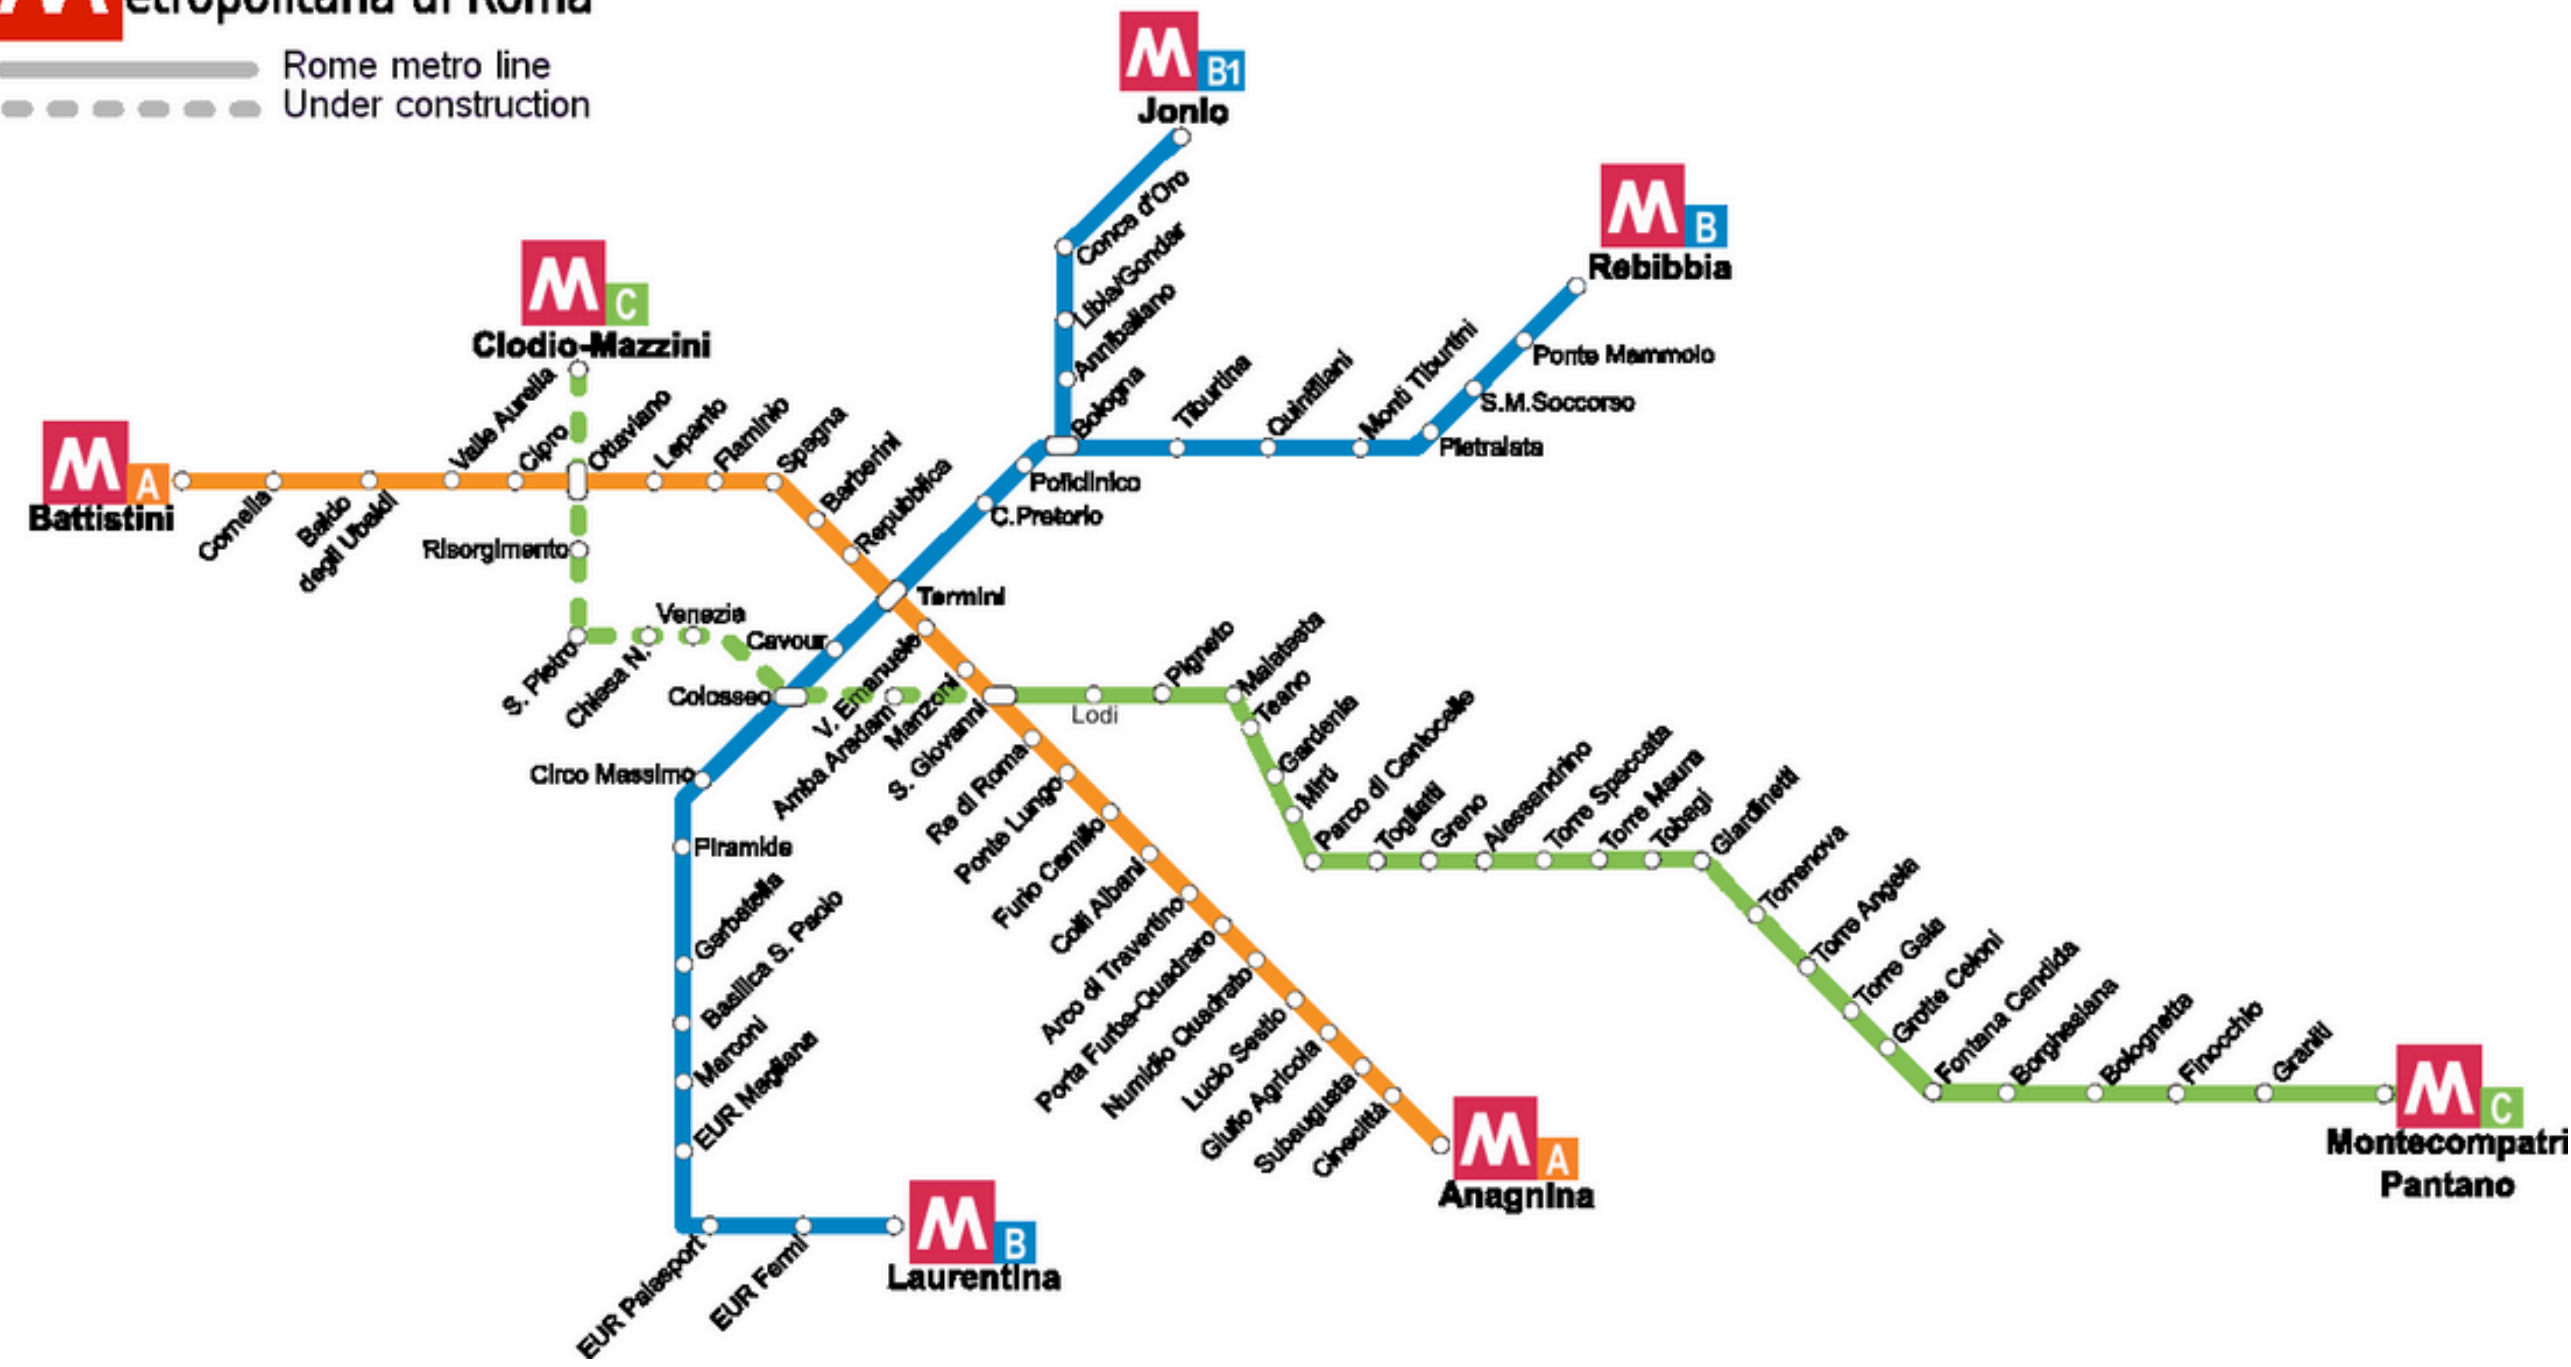 Metropolitana di Roma
Rome metro line
Under construction
M B1
Jonio
M B
Rebibbia
M C
Clodio-Mazzini
M A
Battistini
Cornelia
Baldo
degli Ubaldi
Valle Aurelia
Cipro
Ottaviano
Lepanto
Flaminio
Spagna
Barberini
Repubblica
Termini
Conca d'Oro
Libia/Gondar
Annibaliano
Bologna
Tiburtina
Quintiliani
Monti Tiburtini
Pietralata
S.M.Soccorso
Ponte Mammolo
Policlinico
C.Pretorio
Risorgimento
S. Pietro
Chiesa N.
Venezia
Cavour
Colosseo
V. Emanuele
Amba Aradam
Manzoni
S. Giovanni
Lodi
Pigneto
Malatesta
Teano
Gardenia
Mirti
Parco di Centocelle
Togliatti
Grano
Alessandrino
Torre Spaccata
Torre Maura
Tobagi
Giardinetti
Torrenova
Torre Angela
Torre Gaia
Grotte Celoni
Fontana Candida
Borghesiana
Bolognetta
Finocchio
Graniti
M C
Montecompatri
Pantano
Circo Massimo
Piramide
Garbatella
Basilica S. Paolo
Marconi
EUR Magliana
EUR Palasport
EUR Fermi
M B
Laurentina
Re di Roma
Ponte Lungo
Furio Camillo
Colli Albani
Arco di Travertino
Porta Furba-Quadraro
Numidio Quadrato
Lucio Sestio
Giulio Agricola
Subaugusta
Cinecittà
M A
Anagnina